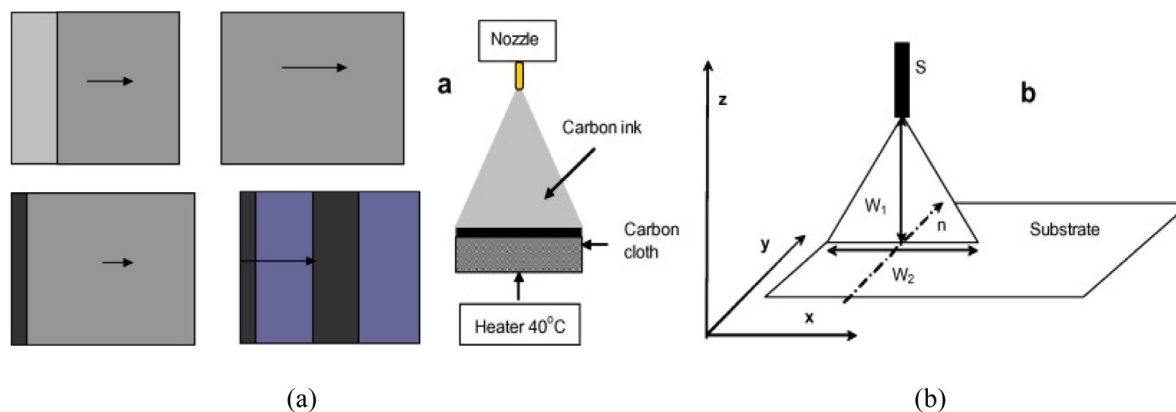 Nozzle
a
Carbon ink
Carbon
cloth
Heater 40°C
z
S
b
W₁
n
Substrate
y
W₂
x
(a)
(b)